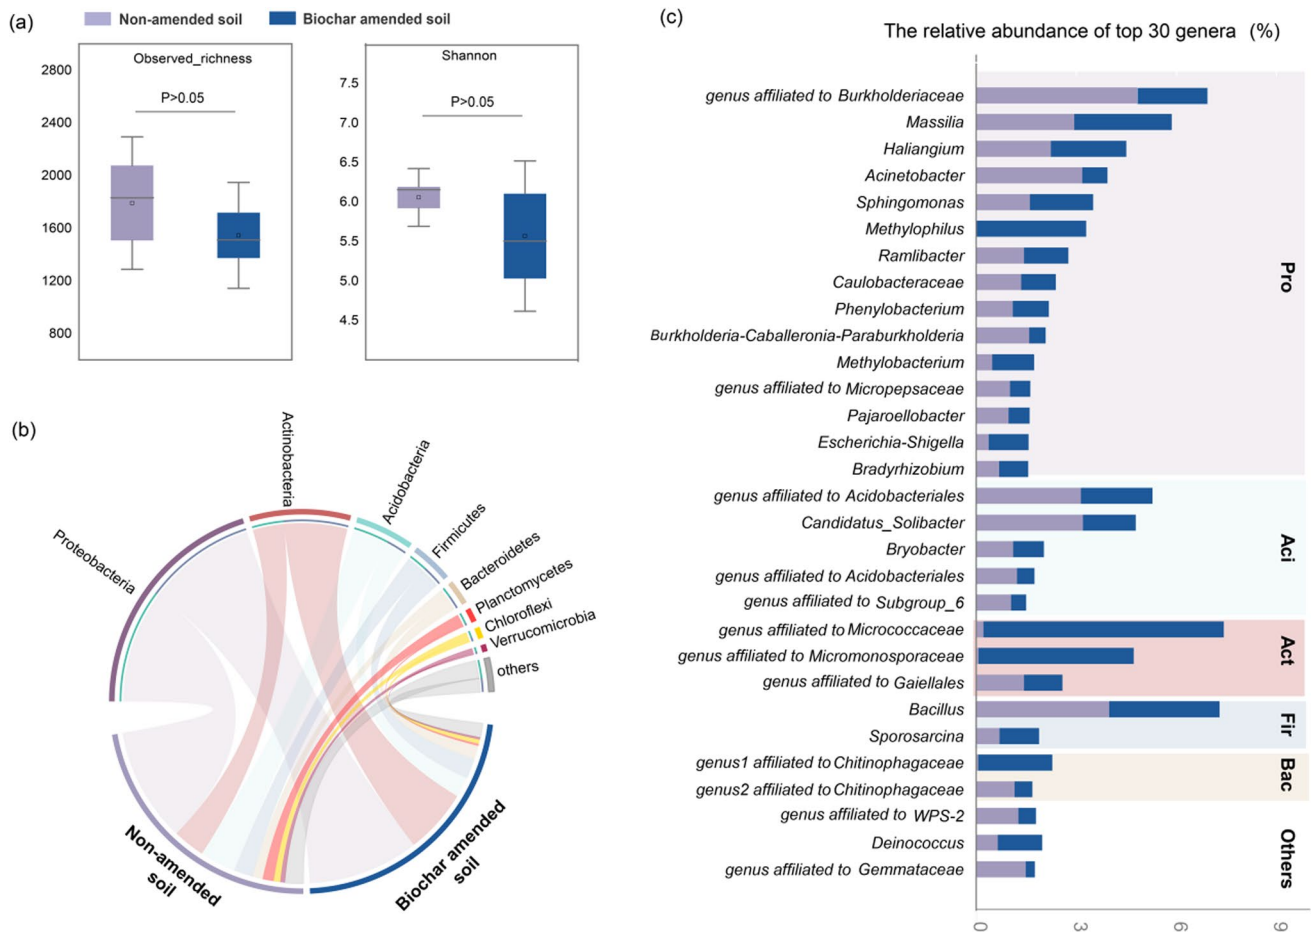 (a)
Non-amended soil
Biochar amended soil
Observed_richness
P>0.05
2800
2400
2000
1600
1200
800
Shannon
P>0.05
7.5
7.0
6.5
6.0
5.5
5.0
4.5
(b)
Proteobacteria
Actinobacteria
Acidobacteria
Firmicutes
Bacteroidetes
Planctomycetes
Chloroflexi
Verrucomicrobia
others
Non-amended
soil
Biochar amended
soil
(c)
The relative abundance of top 30 genera (%)
genus affiliated to Burkholderiaceae
Massilia
Haliangium
Acinetobacter
Sphingomonas
Methylophilus
Ramlibacter
Caulobacteraceae
Phenylobacterium
Burkholderia-Caballeronia-Paraburkholderia
Methylobacterium
genus affiliated to Micropepsaceae
Pajaroellobacter
Escherichia-Shigella
Bradyrhizobium
Pro
genus affiliated to Acidobacteriales
Candidatus_Solibacter
Bryobacter
genus affiliated to Acidobacteriales
genus affiliated to Subgroup_6
Aci
genus affiliated to Micrococcaceae
genus affiliated to Micromonosporaceae
genus affiliated to Gaiellales
Act
Bacillus
Sporosarcina
Fir
genus1 affiliated to Chitinophagaceae
genus2 affiliated to Chitinophagaceae
Bac
genus affiliated to WPS-2
Deinococcus
genus affiliated to Gemmataceae
Others
0
3
6
9